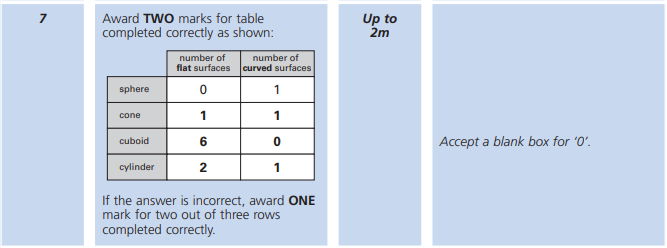 7
Award TWO marks for table
completed correctly as shown:
number of
flat surfaces
number of
curved surfaces
sphere 0 1
cone 1 1
cuboid 6 0
cylinder 2 1
If the answer is incorrect, award ONE
mark for two out of three rows
completed correctly.
Up to
2m
Accept a blank box for ‘0’.